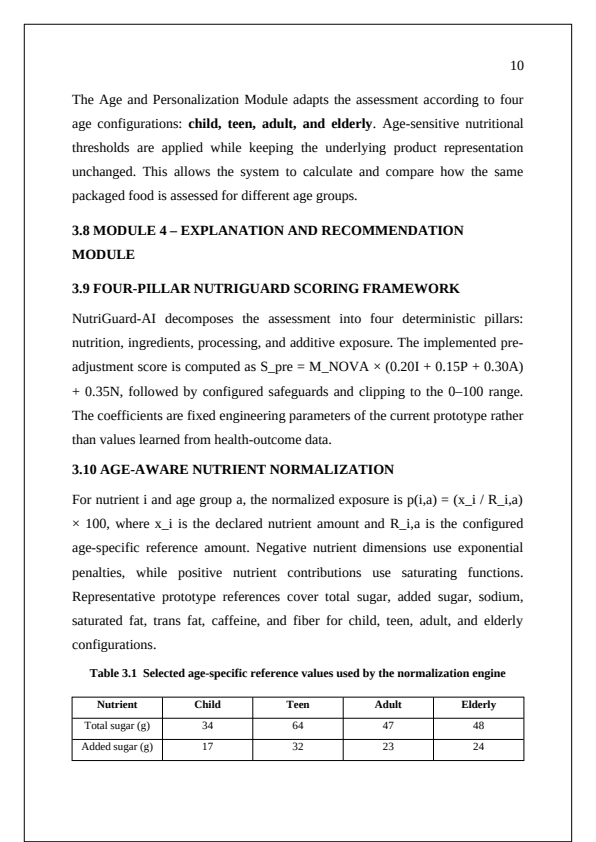 10
The Age and Personalization Module adapts the assessment according to four
age configurations: child, teen, adult, and elderly. Age-sensitive nutritional
thresholds are applied while keeping the underlying product representation
unchanged. This allows the system to calculate and compare how the same
packaged food is assessed for different age groups.
3.8 MODULE 4 – EXPLANATION AND RECOMMENDATION
MODULE
3.9 FOUR-PILLAR NUTRIGUARD SCORING FRAMEWORK
NutriGuard-AI decomposes the assessment into four deterministic pillars:
nutrition, ingredients, processing, and additive exposure. The implemented pre-
adjustment score is computed as S_pre = M_NOVA × (0.20I + 0.15P + 0.30A)
+ 0.35N, followed by configured safeguards and clipping to the 0–100 range.
The coefficients are fixed engineering parameters of the current prototype rather
than values learned from health-outcome data.
3.10 AGE-AWARE NUTRIENT NORMALIZATION
For nutrient i and age group a, the normalized exposure is p(i,a) = (x_i / R_i,a)
× 100, where x_i is the declared nutrient amount and R_i,a is the configured
age-specific reference amount. Negative nutrient dimensions use exponential
penalties, while positive nutrient contributions use saturating functions.
Representative prototype references cover total sugar, added sugar, sodium,
saturated fat, trans fat, caffeine, and fiber for child, teen, adult, and elderly
configurations.
Table 3.1  Selected age-specific reference values used by the normalization engine
Nutrient Child Teen Adult Elderly
Total sugar (g) 34 64 47 48
Added sugar (g) 17 32 23 24